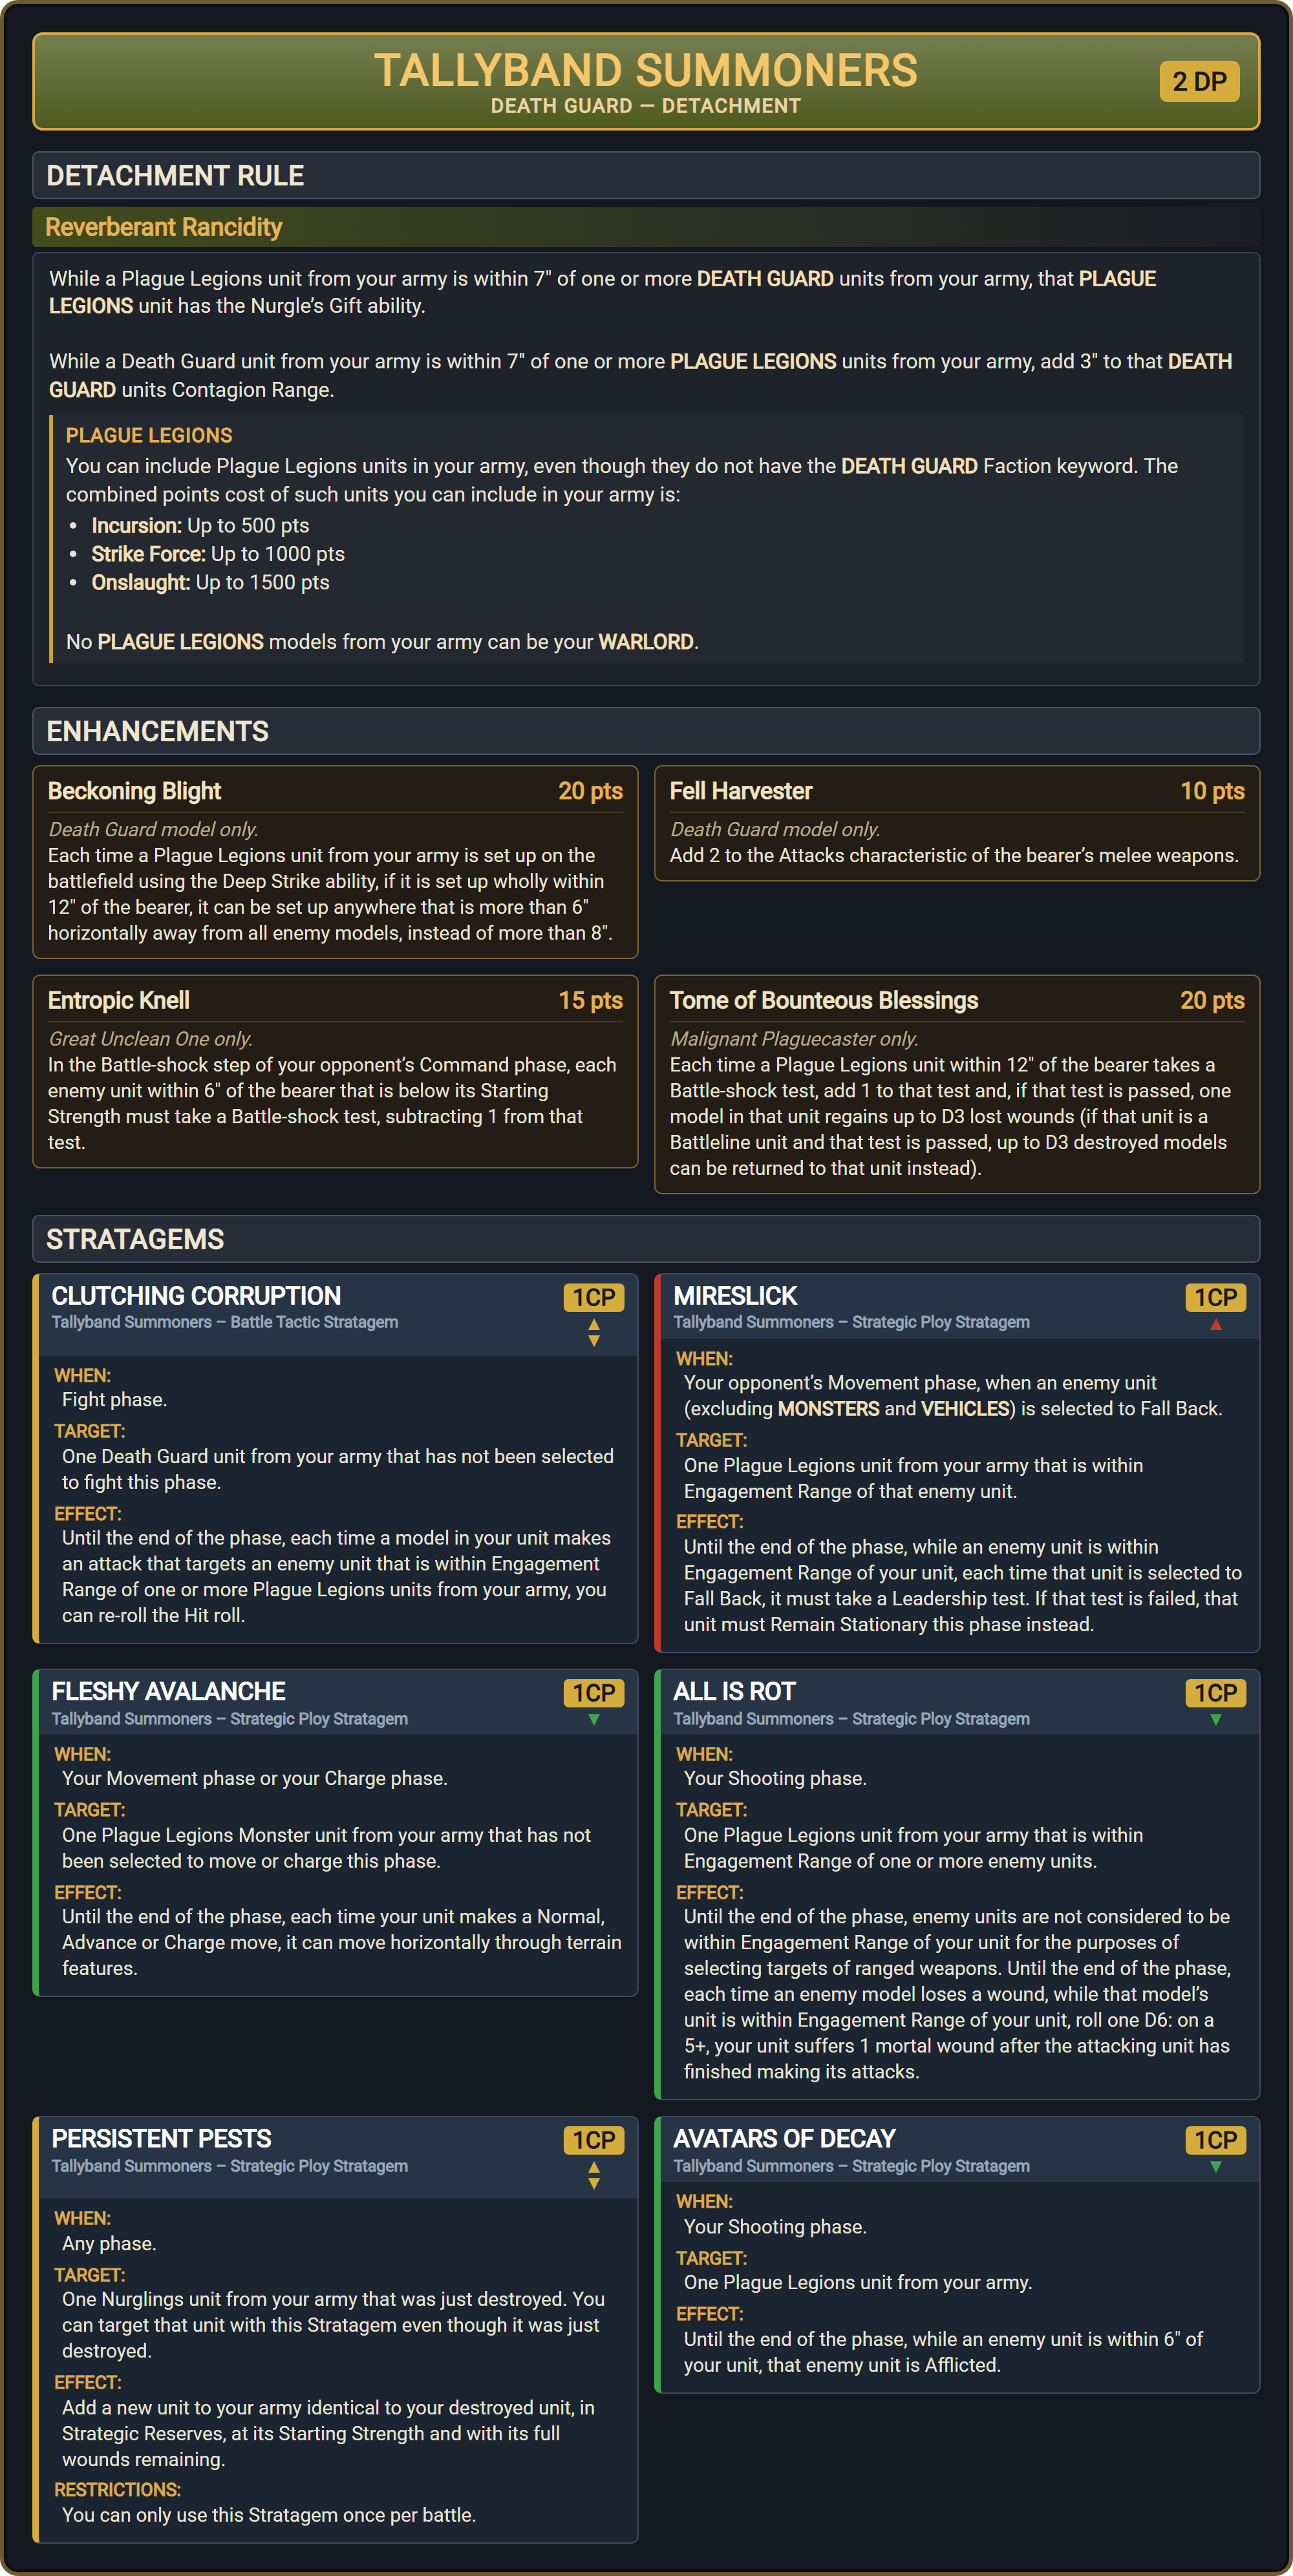 TALLYBAND SUMMONERS
DEATH GUARD — DETACHMENT
2 DP
DETACHMENT RULE
Reverberant Rancidity
While a Plague Legions unit from your army is within 7" of one or more DEATH GUARD units from your army, that PLAGUE
LEGIONS unit has the Nurgle’s Gift ability.
While a Death Guard unit from your army is within 7" of one or more PLAGUE LEGIONS units from your army, add 3" to that DEATH
GUARD units Contagion Range.
PLAGUE LEGIONS
You can include Plague Legions units in your army, even though they do not have the DEATH GUARD Faction keyword. The
combined points cost of such units you can include in your army is:
• Incursion: Up to 500 pts
• Strike Force: Up to 1000 pts
• Onslaught: Up to 1500 pts
No PLAGUE LEGIONS models from your army can be your WARLORD.
ENHANCEMENTS
Beckoning Blight 20 pts
Death Guard model only.
Each time a Plague Legions unit from your army is set up on the
battlefield using the Deep Strike ability, if it is set up wholly within
12" of the bearer, it can be set up anywhere that is more than 6"
horizontally away from all enemy models, instead of more than 8".
Fell Harvester 10 pts
Death Guard model only.
Add 2 to the Attacks characteristic of the bearer’s melee weapons.
Entropic Knell 15 pts
Great Unclean One only.
In the Battle-shock step of your opponent’s Command phase, each
enemy unit within 6" of the bearer that is below its Starting
Strength must take a Battle-shock test, subtracting 1 from that
test.
Tome of Bounteous Blessings 20 pts
Malignant Plaguecaster only.
Each time a Plague Legions unit within 12" of the bearer takes a
Battle-shock test, add 1 to that test and, if that test is passed, one
model in that unit regains up to D3 lost wounds (if that unit is a
Battleline unit and that test is passed, up to D3 destroyed models
can be returned to that unit instead).
STRATAGEMS
CLUTCHING CORRUPTION 1CP
Tallyband Summoners – Battle Tactic Stratagem
▲
▼
WHEN:
Fight phase.
TARGET:
One Death Guard unit from your army that has not been selected
to fight this phase.
EFFECT:
Until the end of the phase, each time a model in your unit makes
an attack that targets an enemy unit that is within Engagement
Range of one or more Plague Legions units from your army, you
can re-roll the Hit roll.
MIRESLICK 1CP
Tallyband Summoners – Strategic Ploy Stratagem
▲
WHEN:
Your opponent’s Movement phase, when an enemy unit
(excluding MONSTERS and VEHICLES) is selected to Fall Back.
TARGET:
One Plague Legions unit from your army that is within
Engagement Range of that enemy unit.
EFFECT:
Until the end of the phase, while an enemy unit is within
Engagement Range of your unit, each time that unit is selected to
Fall Back, it must take a Leadership test. If that test is failed, that
unit must Remain Stationary this phase instead.
FLESHY AVALANCHE 1CP
Tallyband Summoners – Strategic Ploy Stratagem
▼
WHEN:
Your Movement phase or your Charge phase.
TARGET:
One Plague Legions Monster unit from your army that has not
been selected to move or charge this phase.
EFFECT:
Until the end of the phase, each time your unit makes a Normal,
Advance or Charge move, it can move horizontally through terrain
features.
ALL IS ROT 1CP
Tallyband Summoners – Strategic Ploy Stratagem
▼
WHEN:
Your Shooting phase.
TARGET:
One Plague Legions unit from your army that is within
Engagement Range of one or more enemy units.
EFFECT:
Until the end of the phase, enemy units are not considered to be
within Engagement Range of your unit for the purposes of
selecting targets of ranged weapons. Until the end of the phase,
each time an enemy model loses a wound, while that model’s
unit is within Engagement Range of your unit, roll one D6: on a
5+, your unit suffers 1 mortal wound after the attacking unit has
finished making its attacks.
PERSISTENT PESTS 1CP
Tallyband Summoners – Strategic Ploy Stratagem
▲
▼
WHEN:
Any phase.
TARGET:
One Nurglings unit from your army that was just destroyed. You
can target that unit with this Stratagem even though it was just
destroyed.
EFFECT:
Add a new unit to your army identical to your destroyed unit, in
Strategic Reserves, at its Starting Strength and with its full
wounds remaining.
RESTRICTIONS:
You can only use this Stratagem once per battle.
AVATARS OF DECAY 1CP
Tallyband Summoners – Strategic Ploy Stratagem
▼
WHEN:
Your Shooting phase.
TARGET:
One Plague Legions unit from your army.
EFFECT:
Until the end of the phase, while an enemy unit is within 6" of
your unit, that enemy unit is Afflicted.